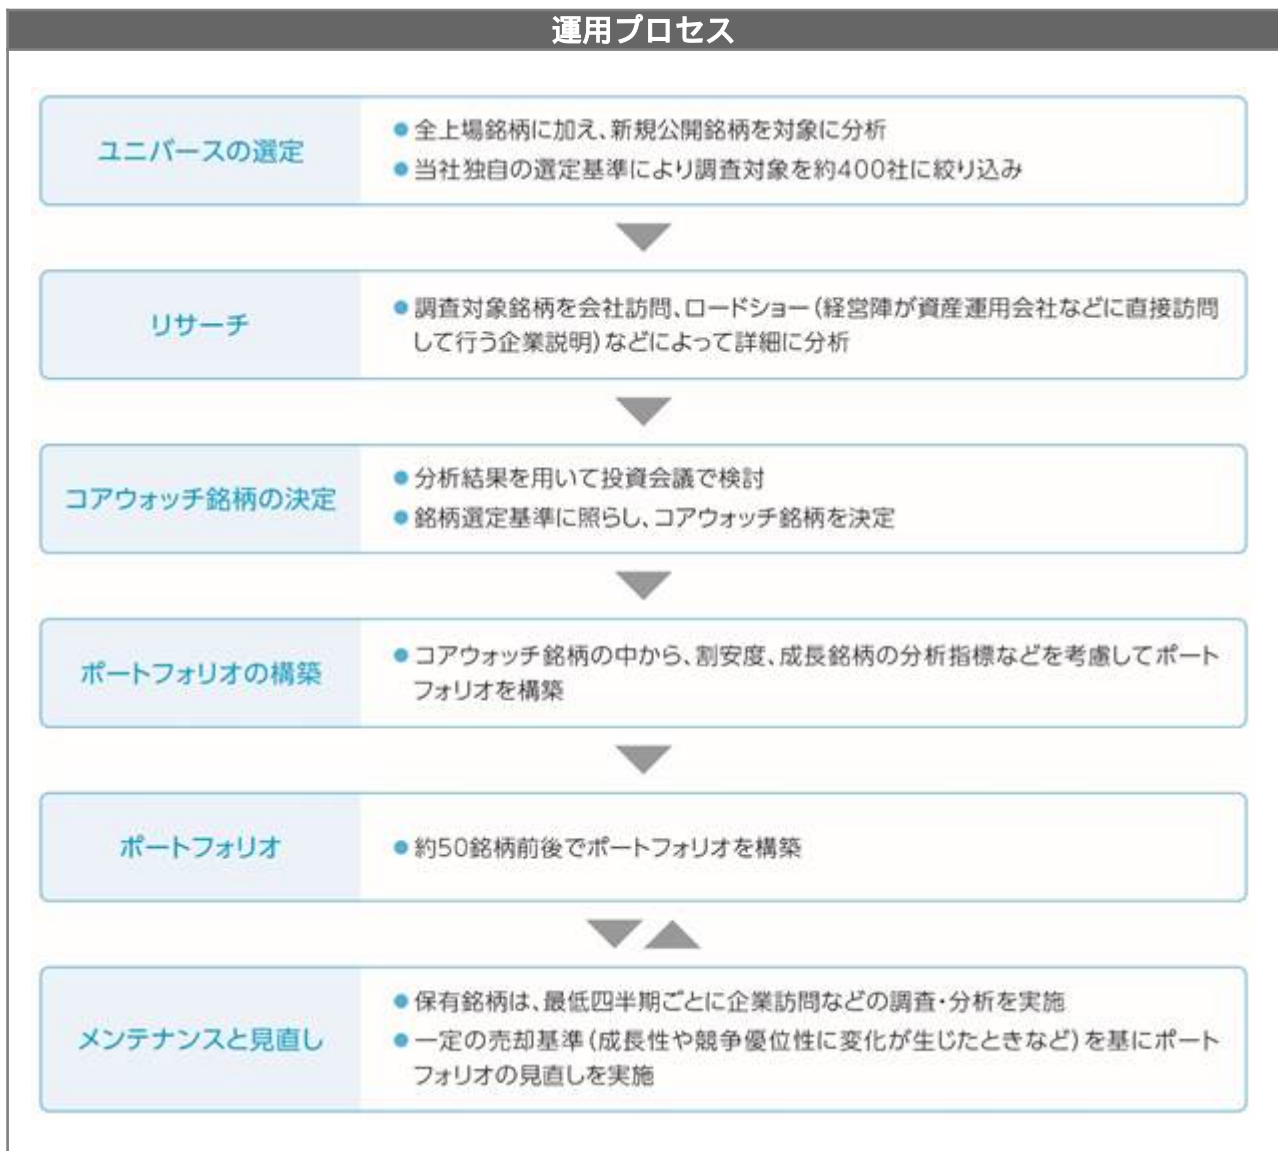 運用プロセス
ユニバースの選定
●全上場銘柄に加え、新規公開銘柄を対象に分析
●当社独自の選定基準により調査対象を約400社に絞り込み
リサーチ
●調査対象銘柄を会社訪問、ロードショー(経営陣が資産運用会社などに直接訪問
して行う企業説明)などによって詳細に分析
コアウォッチ銘柄の決定
●分析結果を用いて投資会議で検討
●銘柄選定基準に照らし、コアウォッチ銘柄を決定
ポートフォリオの構築
●コアウォッチ銘柄の中から、割安度、成長銘柄の分析指標などを考慮してポート
フォリオを構築
ポートフォリオ
●約50銘柄前後でポートフォリオを構築
メンテナンスと見直し
●保有銘柄は、最低四半期ごとに企業訪問などの調査・分析を実施
●一定の売却基準(成長性や競争優位性に変化が生じたときなど)を基にポート
フォリオの見直しを実施